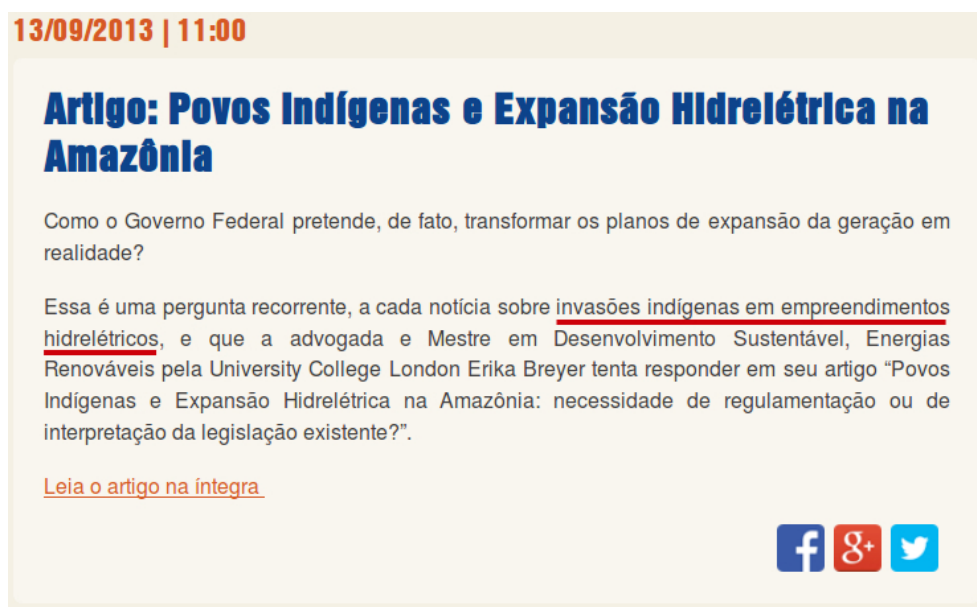 13/09/2013 | 11:00
Artigo: Povos Indígenas e Expansão Hidrelétrica na
Amazônia
Como o Governo Federal pretende, de fato, transformar os planos de expansão da geração em
realidade?
Essa é uma pergunta recorrente, a cada notícia sobre invasões indígenas em empreendimentos
hidrelétricos, e que a advogada e Mestre em Desenvolvimento Sustentável, Energias
Renováveis pela University College London Erika Breyer tenta responder em seu artigo “Povos
Indígenas e Expansão Hidrelétrica na Amazônia: necessidade de regulamentação ou de
interpretação da legislação existente?”.
Leia o artigo na íntegra
f g+